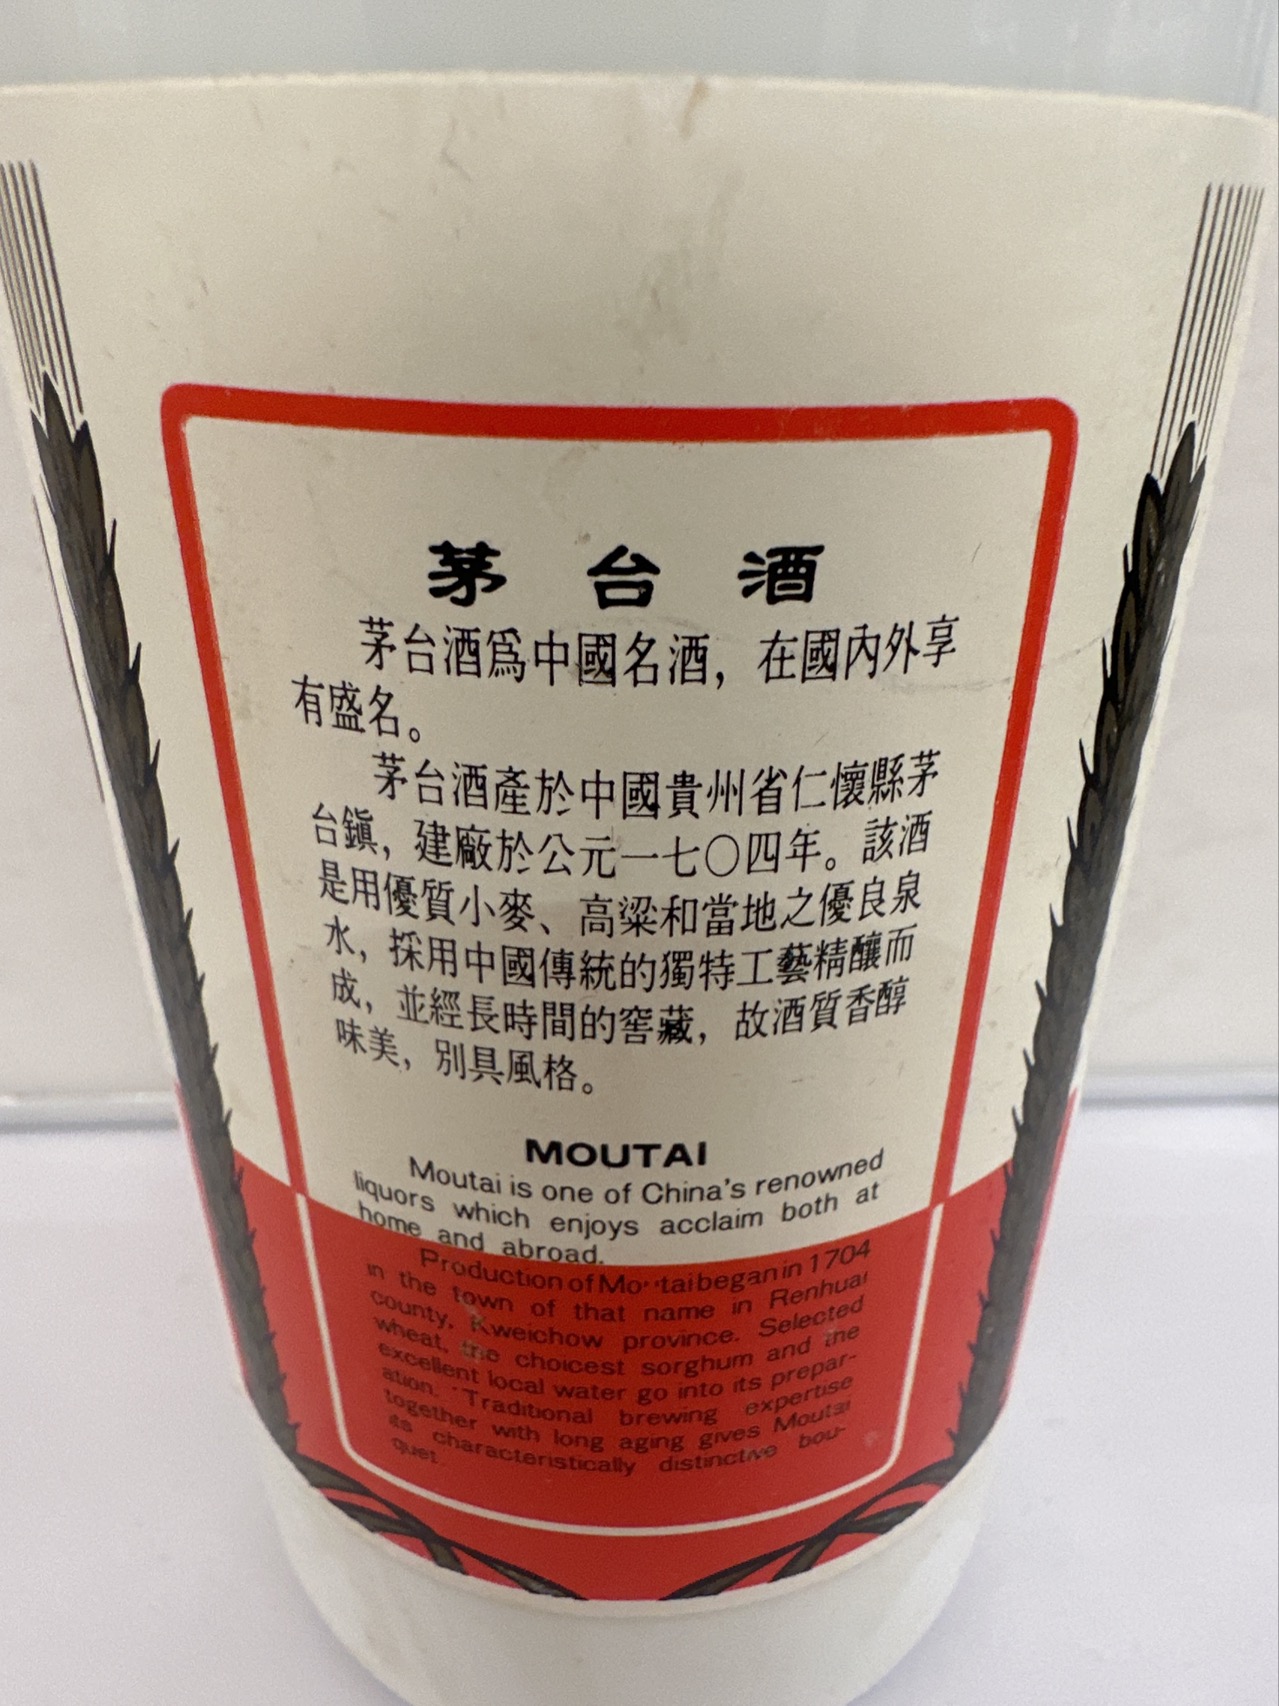 茅台酒
茅台酒爲中國名酒，在國內外享
有盛名。
茅台酒產於中國貴州省仁懷縣茅
台鎭，建廠於公元一七〇四年。該酒
是用優質小麥、高粱和當地之優良泉
水，採用中國傳統的獨特工藝精釀而
成，並經長時間的窖藏，故酒質香醇
味美，別具風格。
MOUTAI
Moutai is one of China's renowned
liquors which enjoys acclaim both at
home and abroad.
Production of Moutai began in 1704
in the town of that name in Renhuai
county, Kweichow province. Selected
wheat, the choicest sorghum and the
excellent local water go into its prepar-
ation. Traditional brewing expertise
together with long aging gives Moutai
its characteristically distinctive bou-
quet.